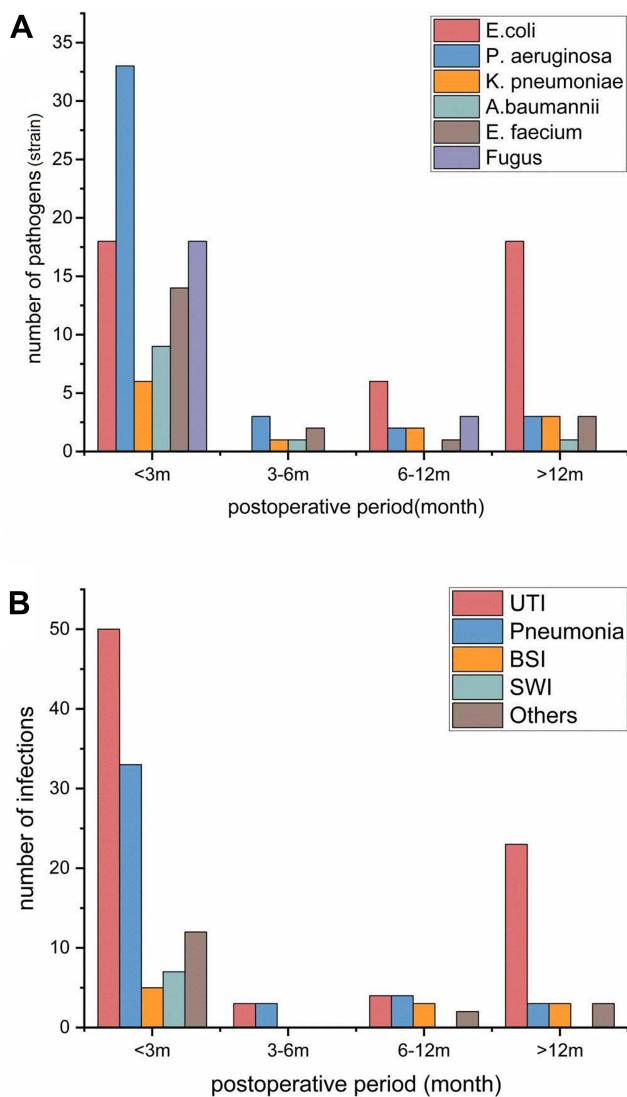 A
E.coli
P. aeruginosa
K. pneumoniae
A.baumannii
E. faecium
Fugus
number of pathogens (strain)
35
30
25
20
15
10
5
0
<3m
3-6m
6-12m
>12m
postoperative period(month)
B
UTI
Pneumonia
BSI
SWI
Others
number of infections
50
40
30
20
10
0
<3m
3-6m
6-12m
>12m
postoperative period (month)